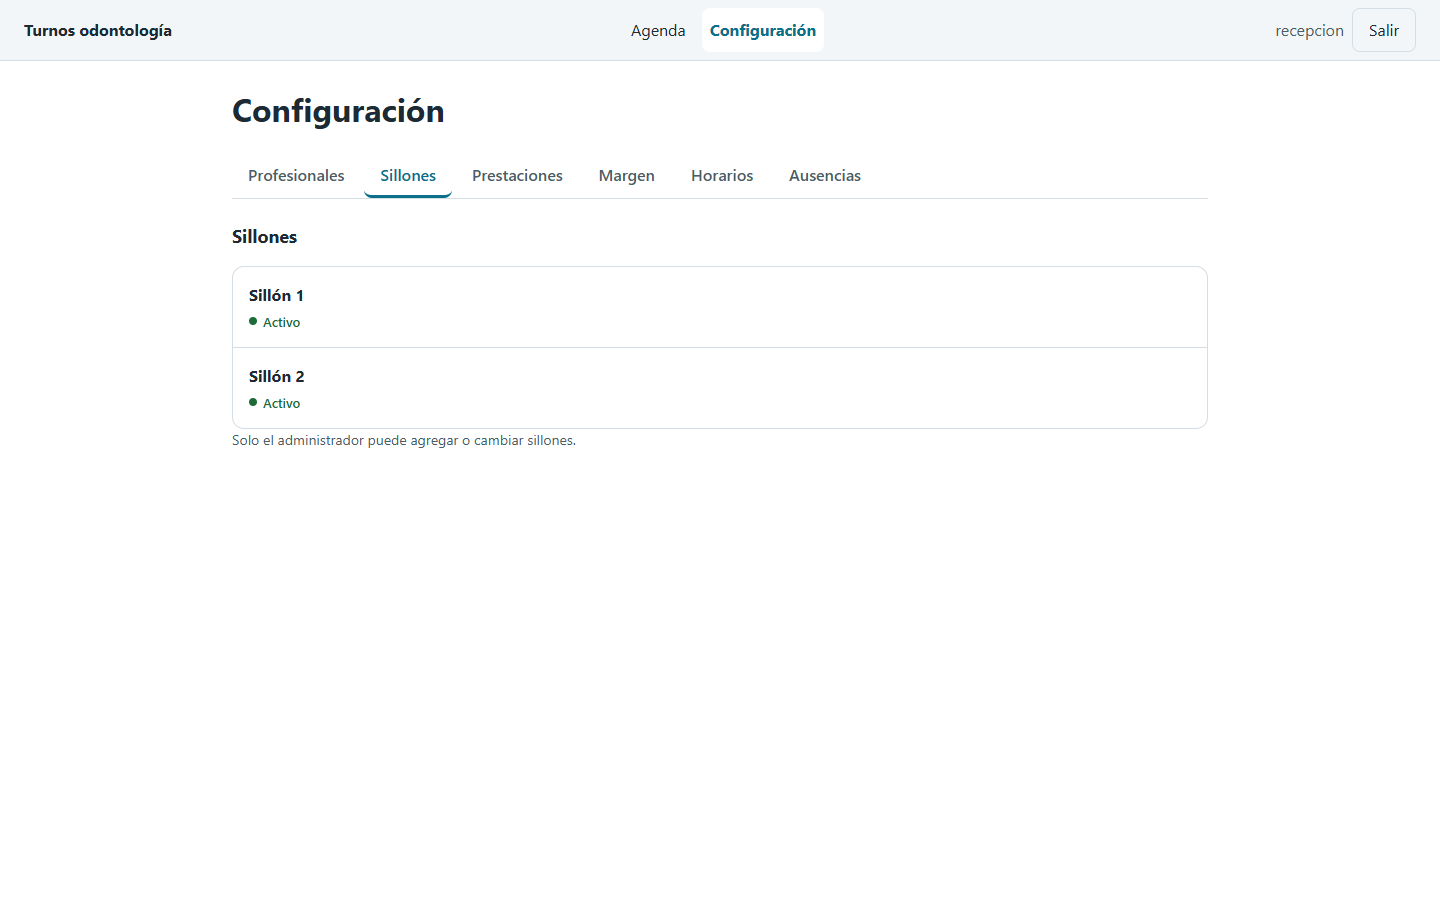 Turnos odontología
Agenda
Configuración
recepcion
Salir
Configuración
Profesionales
Sillones
Prestaciones
Margen
Horarios
Ausencias
Sillones
Sillón 1
Activo
Sillón 2
Activo
Solo el administrador puede agregar o cambiar sillones.